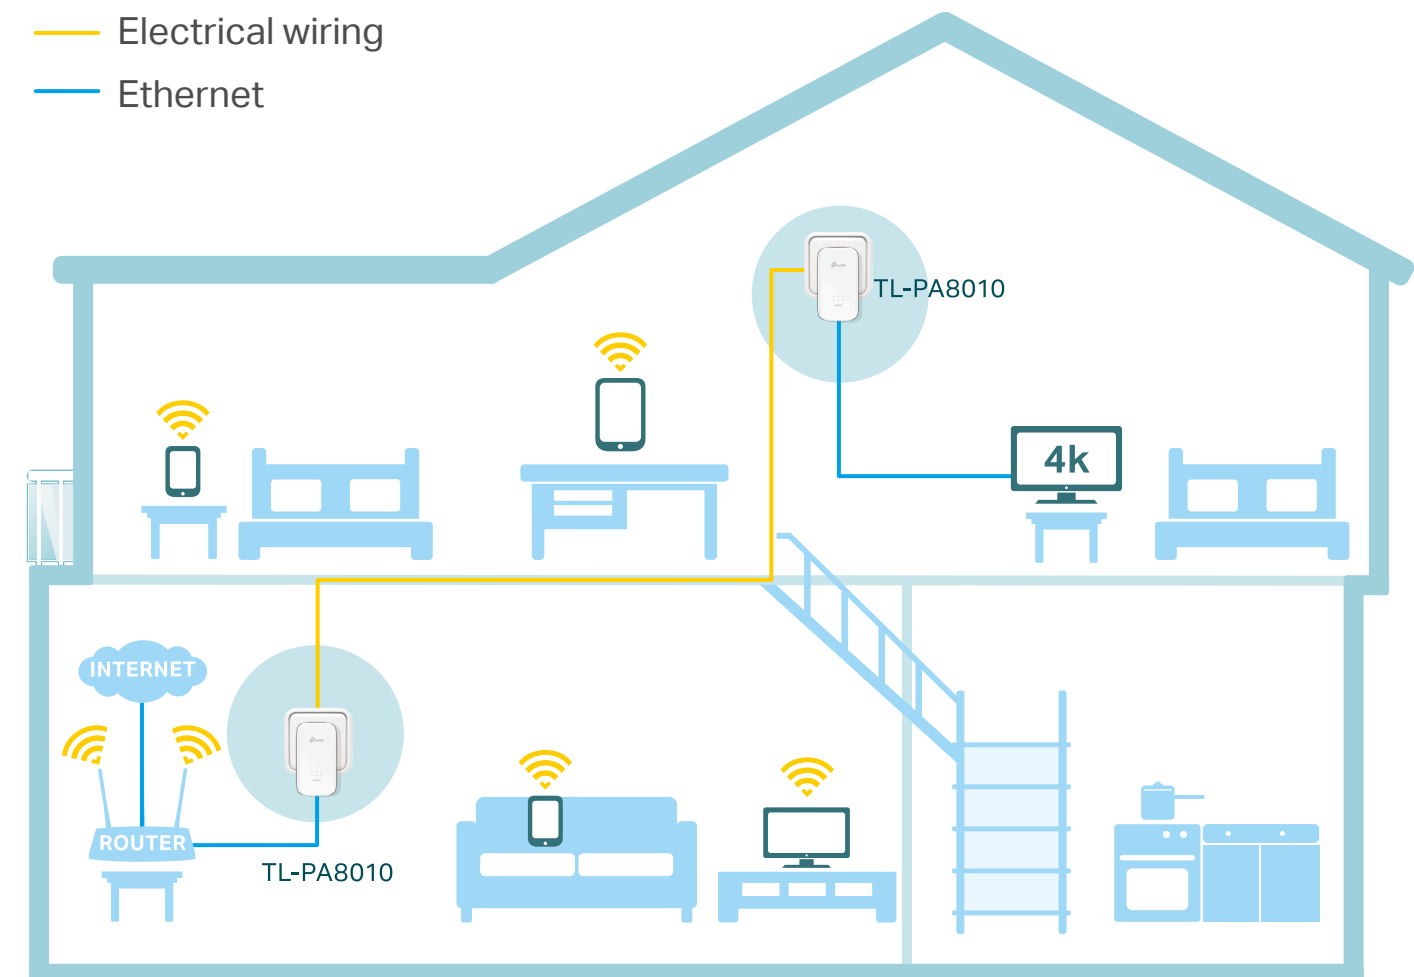 Electrical wiring
Ethernet
TL-PA8010
4k
INTERNET
ROUTER
TL-PA8010